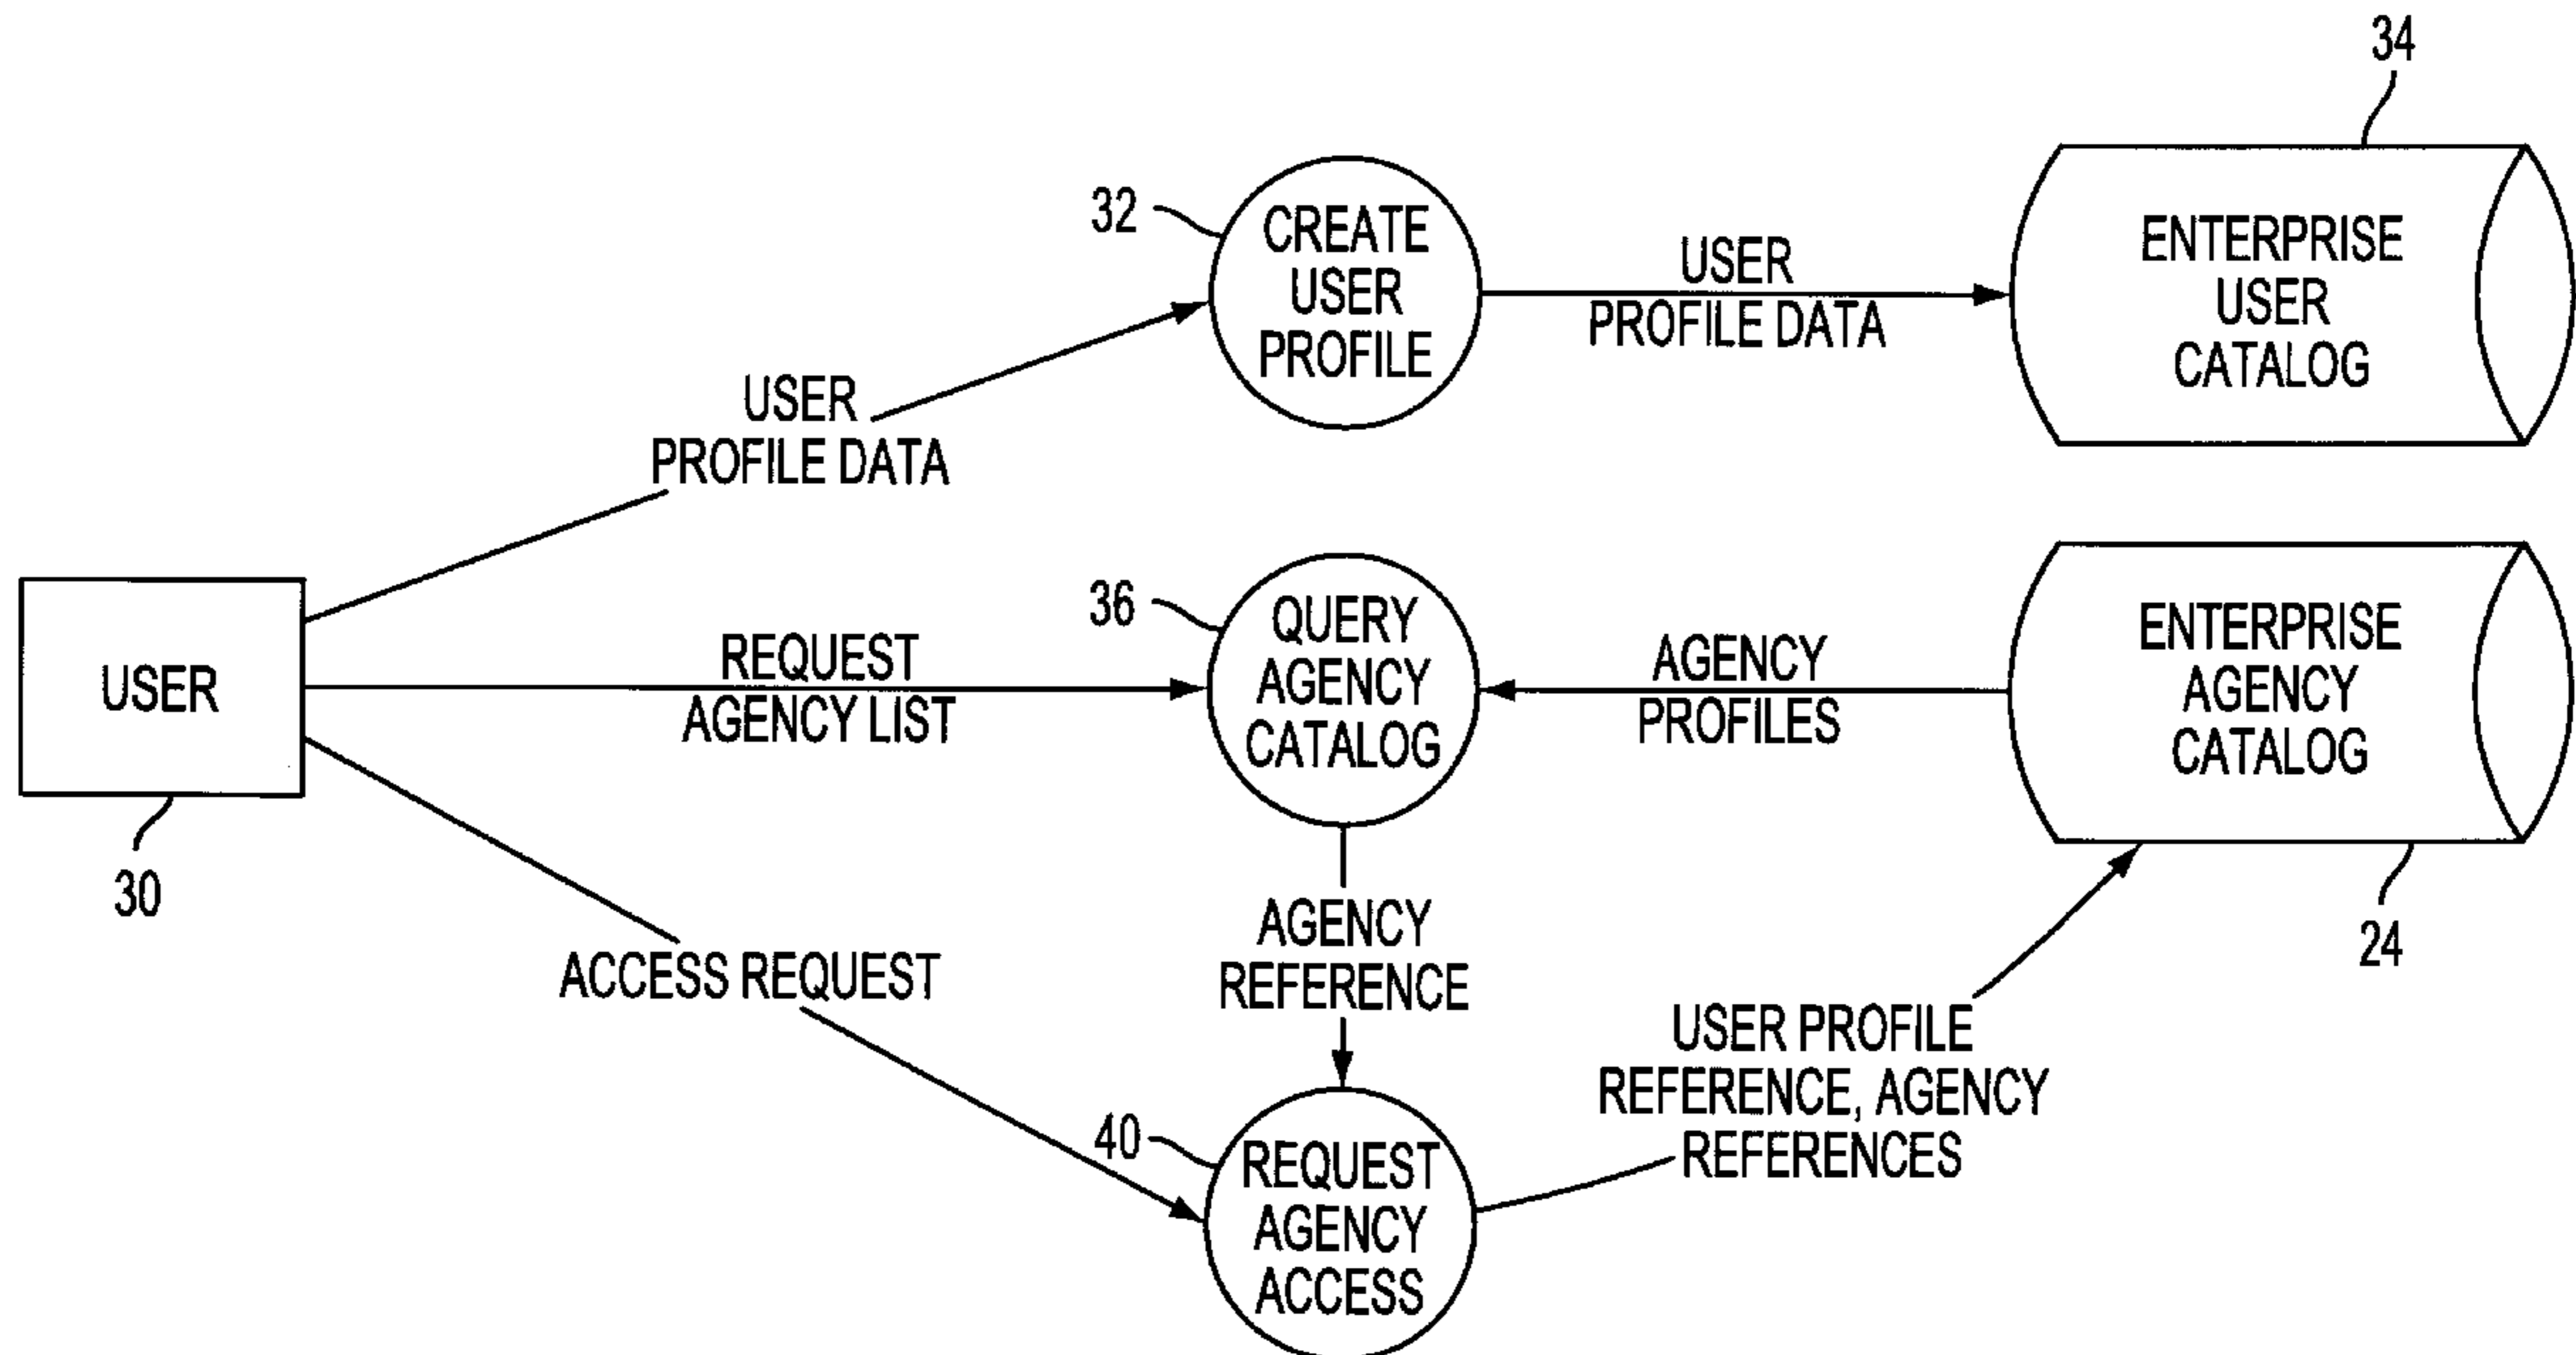 34
32
CREATE
USER
PROFILE
USER
PROFILE DATA
ENTERPRISE
USER
CATALOG
USER
PROFILE DATA
USER
30
REQUEST
AGENCY LIST
36
QUERY
AGENCY
CATALOG
AGENCY
PROFILES
ENTERPRISE
AGENCY
CATALOG
24
ACCESS REQUEST
AGENCY
REFERENCE
USER PROFILE
REFERENCE, AGENCY
REFERENCES
40
REQUEST
AGENCY
ACCESS